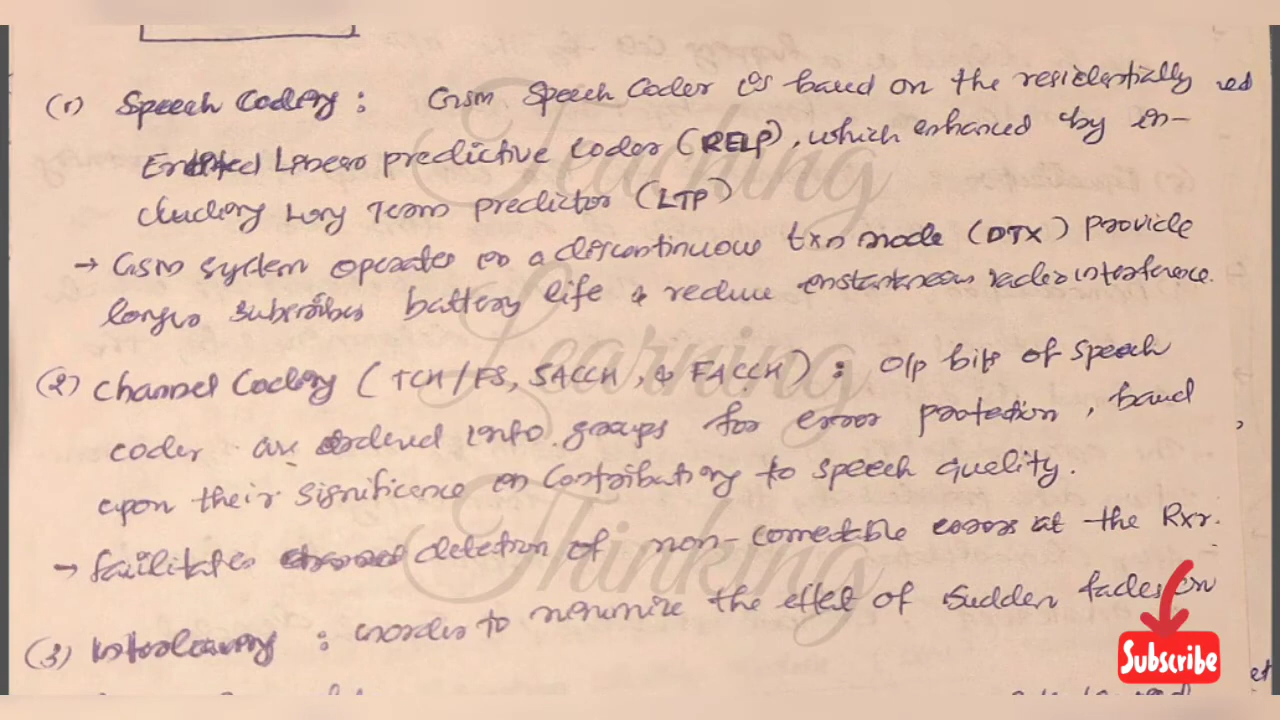 (1) Speech Coding : GSM Speech Coder is based on the residentially
Excited Linear predictive coder (RELP), which enhanced by in-
cluding Long Term predictor (LTP)
→ GSM system operates on a discontinuous txn mode (DTX) provide
longer subscriber battery life & reduce instantaneous radio interference.
(2) Channel Coding (TCH/FS, SACCH, & FACCH) : O/p bits of speech
coder are ordered into groups for error protection, based
upon their significance in contributing to speech quality.
→ facilitates detection of non-correctable errors at the Rxr.
(3) Interleaving : inorder to minimize the effect of sudden fades on
Teaching
Learning
Thinking
Subscribe